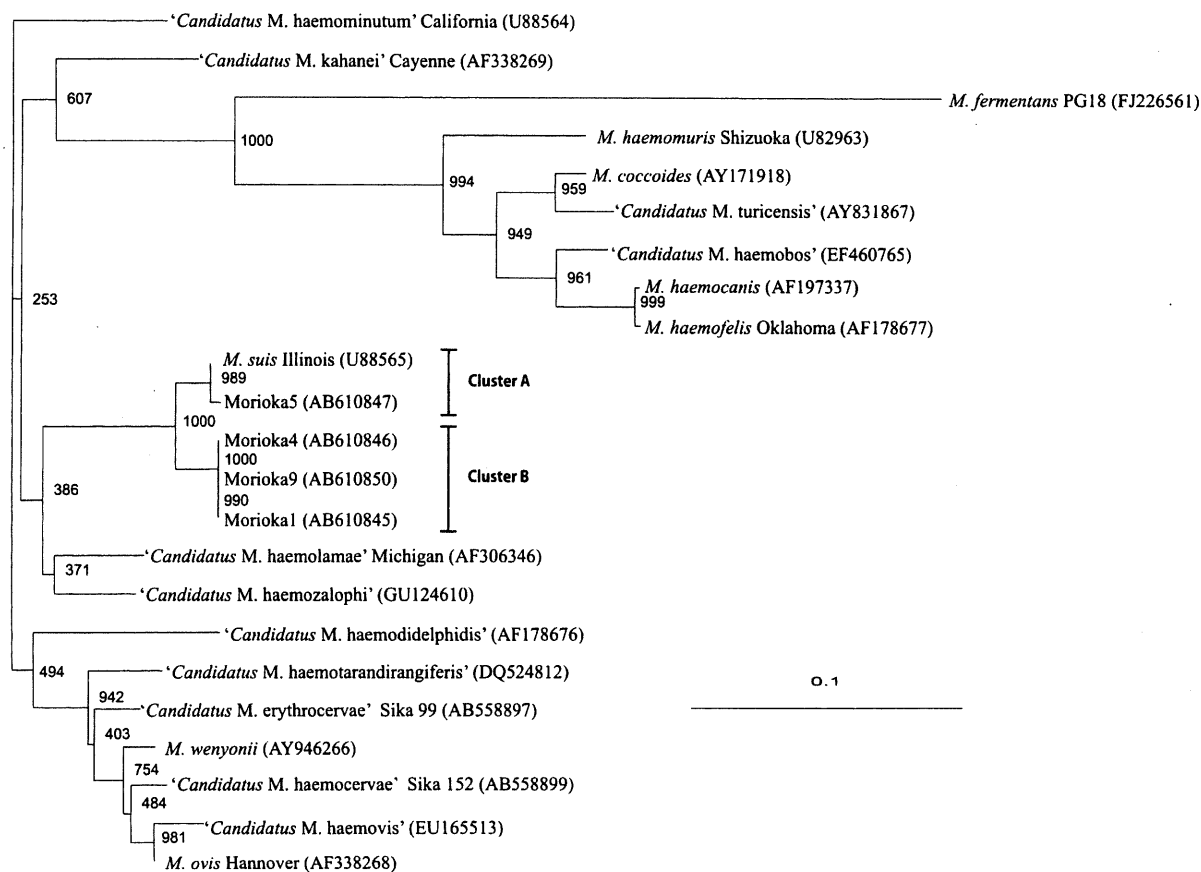 ‘Candidatus M. haemominutum’ California (U88564)
‘Candidatus M. kahanei’ Cayenne (AF338269)
607
M. fermentans PG18 (FJ226561)
1000
M. haemomuris Shizuoka (U82963)
994
M. coccoides (AY171918)
959
‘Candidatus M. turicensis’ (AY831867)
949
‘Candidatus M. haemobos’ (EF460765)
961
M. haemocanis (AF197337)
999
253
M. haemofelis Oklahoma (AF178677)
M. suis Illinois (U88565)
989
Cluster A
Morioka5 (AB610847)
1000
Morioka4 (AB610846)
1000
Morioka9 (AB610850)
Cluster B
386
990
Morioka1 (AB610845)
‘Candidatus M. haemolamae’ Michigan (AF306346)
371
‘Candidatus M. haemozalophi’ (GU124610)
‘Candidatus M. haemodidelphidis’ (AF178676)
494
‘Candidatus M. haemotarandirangiferis’ (DQ524812)
0.1
942
‘Candidatus M. erythrocervae’ Sika 99 (AB558897)
403
M. wenyonii (AY946266)
754
‘Candidatus M. haemocervae’ Sika 152 (AB558899)
484
‘Candidatus M. haemovis’ (EU165513)
981
M. ovis Hannover (AF338268)